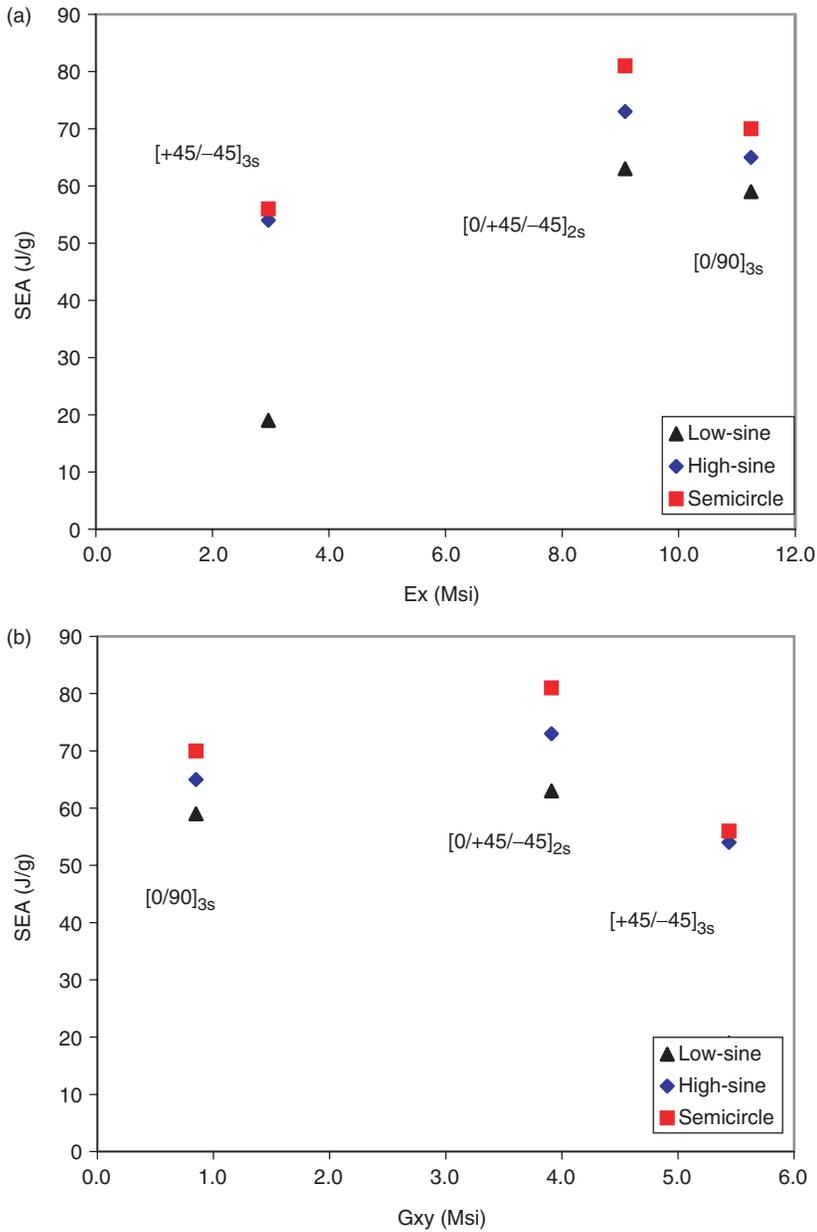 (a)
90
80
70
60
50
40
30
20
10
0
SEA (J/g)
[+45/–45]3s
[0/+45/–45]2s
[0/90]3s
Low-sine
High-sine
Semicircle
0.0 2.0 4.0 6.0 8.0 10.0 12.0
Ex (Msi)
(b)
90
80
70
60
50
40
30
20
10
0
SEA (J/g)
[0/+45/–45]2s
[0/90]3s
[+45/–45]3s
Low-sine
High-sine
Semicircle
0.0 1.0 2.0 3.0 4.0 5.0 6.0
Gxy (Msi)